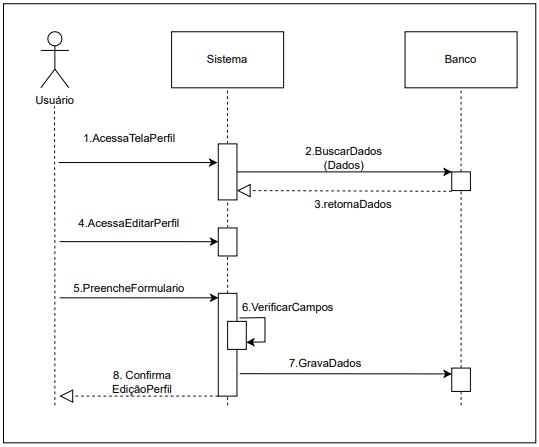 Sistema
Banco
Usuário
1.AcessaTelaPerfil
2.BuscarDados
(Dados)
3.retornaDados
4.AcessaEditarPerfil
5.PreencheFormulario
6.VerificarCampos
7.GravaDados
8. Confirma
EdiçãoPerfil